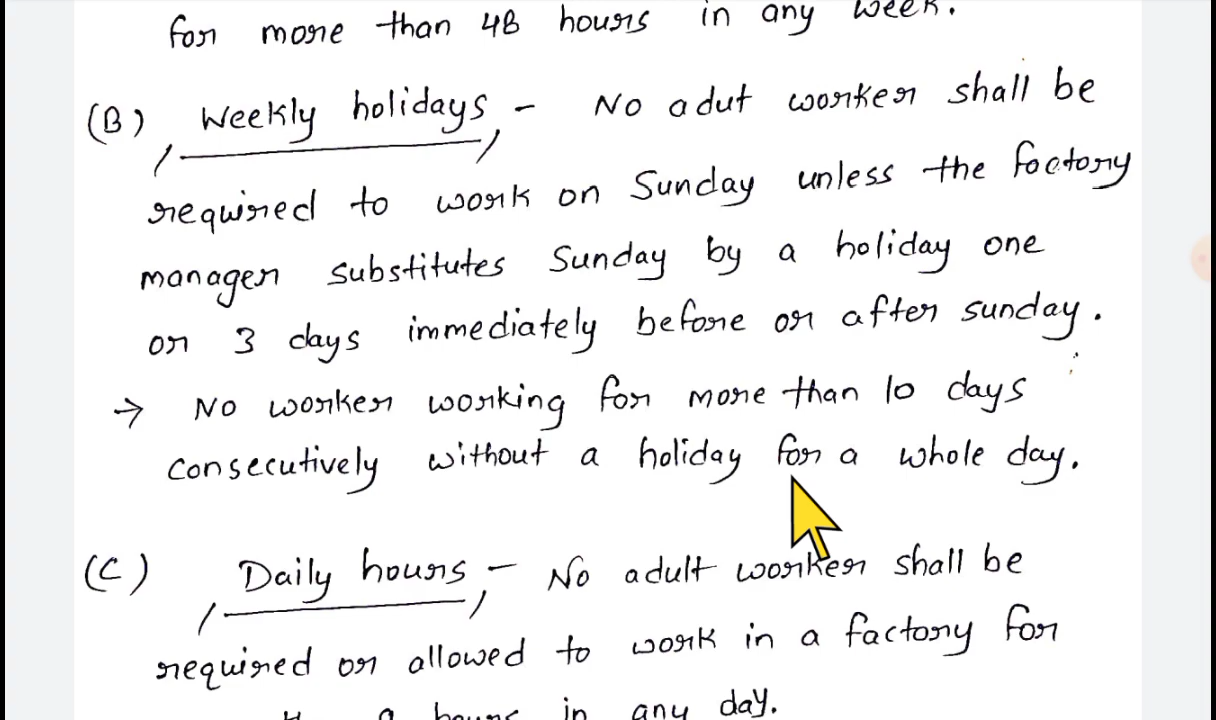 for more than 48 hours in any week.
(B) Weekly holidays - No adut worker shall be
required to work on Sunday unless the factory
manager substitutes Sunday by a holiday one
or 3 days immediately before or after sunday.
→ No worker working for more than 10 days
consecutively without a holiday for a whole day.
(C) Daily hours - No adult worker shall be
required or allowed to work in a factory for
9 hours in any day.